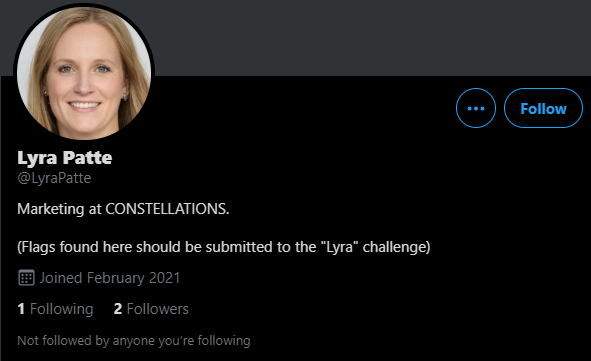 Follow
Lyra Patte
@LyraPatte
Marketing at CONSTELLATIONS.
(Flags found here should be submitted to the "Lyra" challenge)
Joined February 2021
1 Following 2 Followers
Not followed by anyone you're following